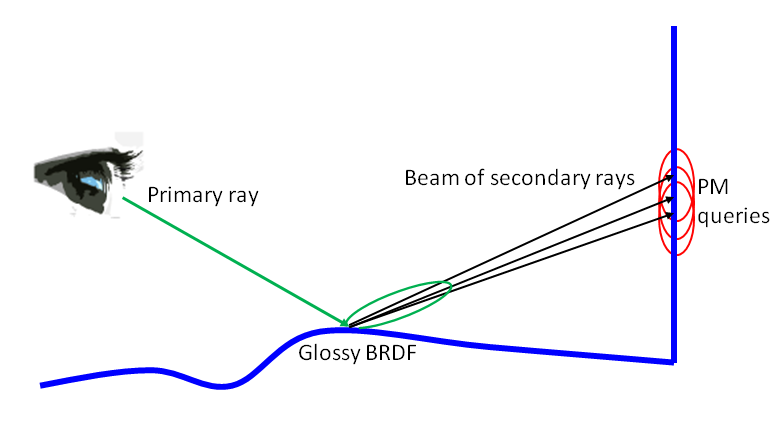 Beam of secondary rays
Primary ray
PM
queries
Glossy BRDF